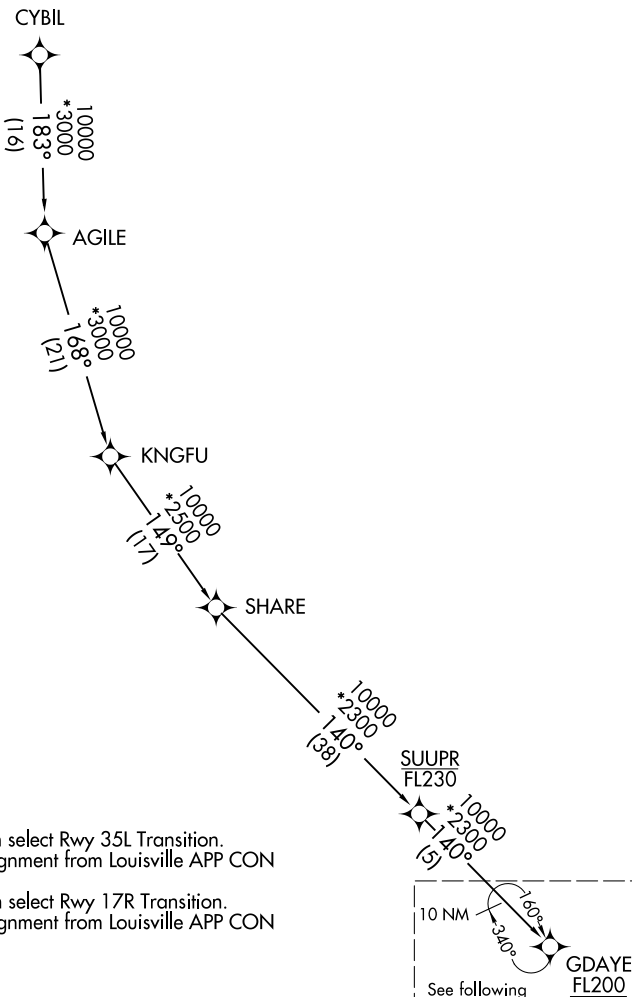 CYBIL
10000
*3000
183°
(16)
AGILE
10000
*3000
168°
(21)
KNGFU
10000
*2500
149°
(17)
SHARE
10000
*2300
140°
(38)
SUUPR
FL230
10000
*2300
140°
(5)
select Rwy 35L Transition.
from Louisville APP CON
select Rwy 17R Transition.
from Louisville APP CON
10 NM
160°
340°
GDAYE
FL200
See following